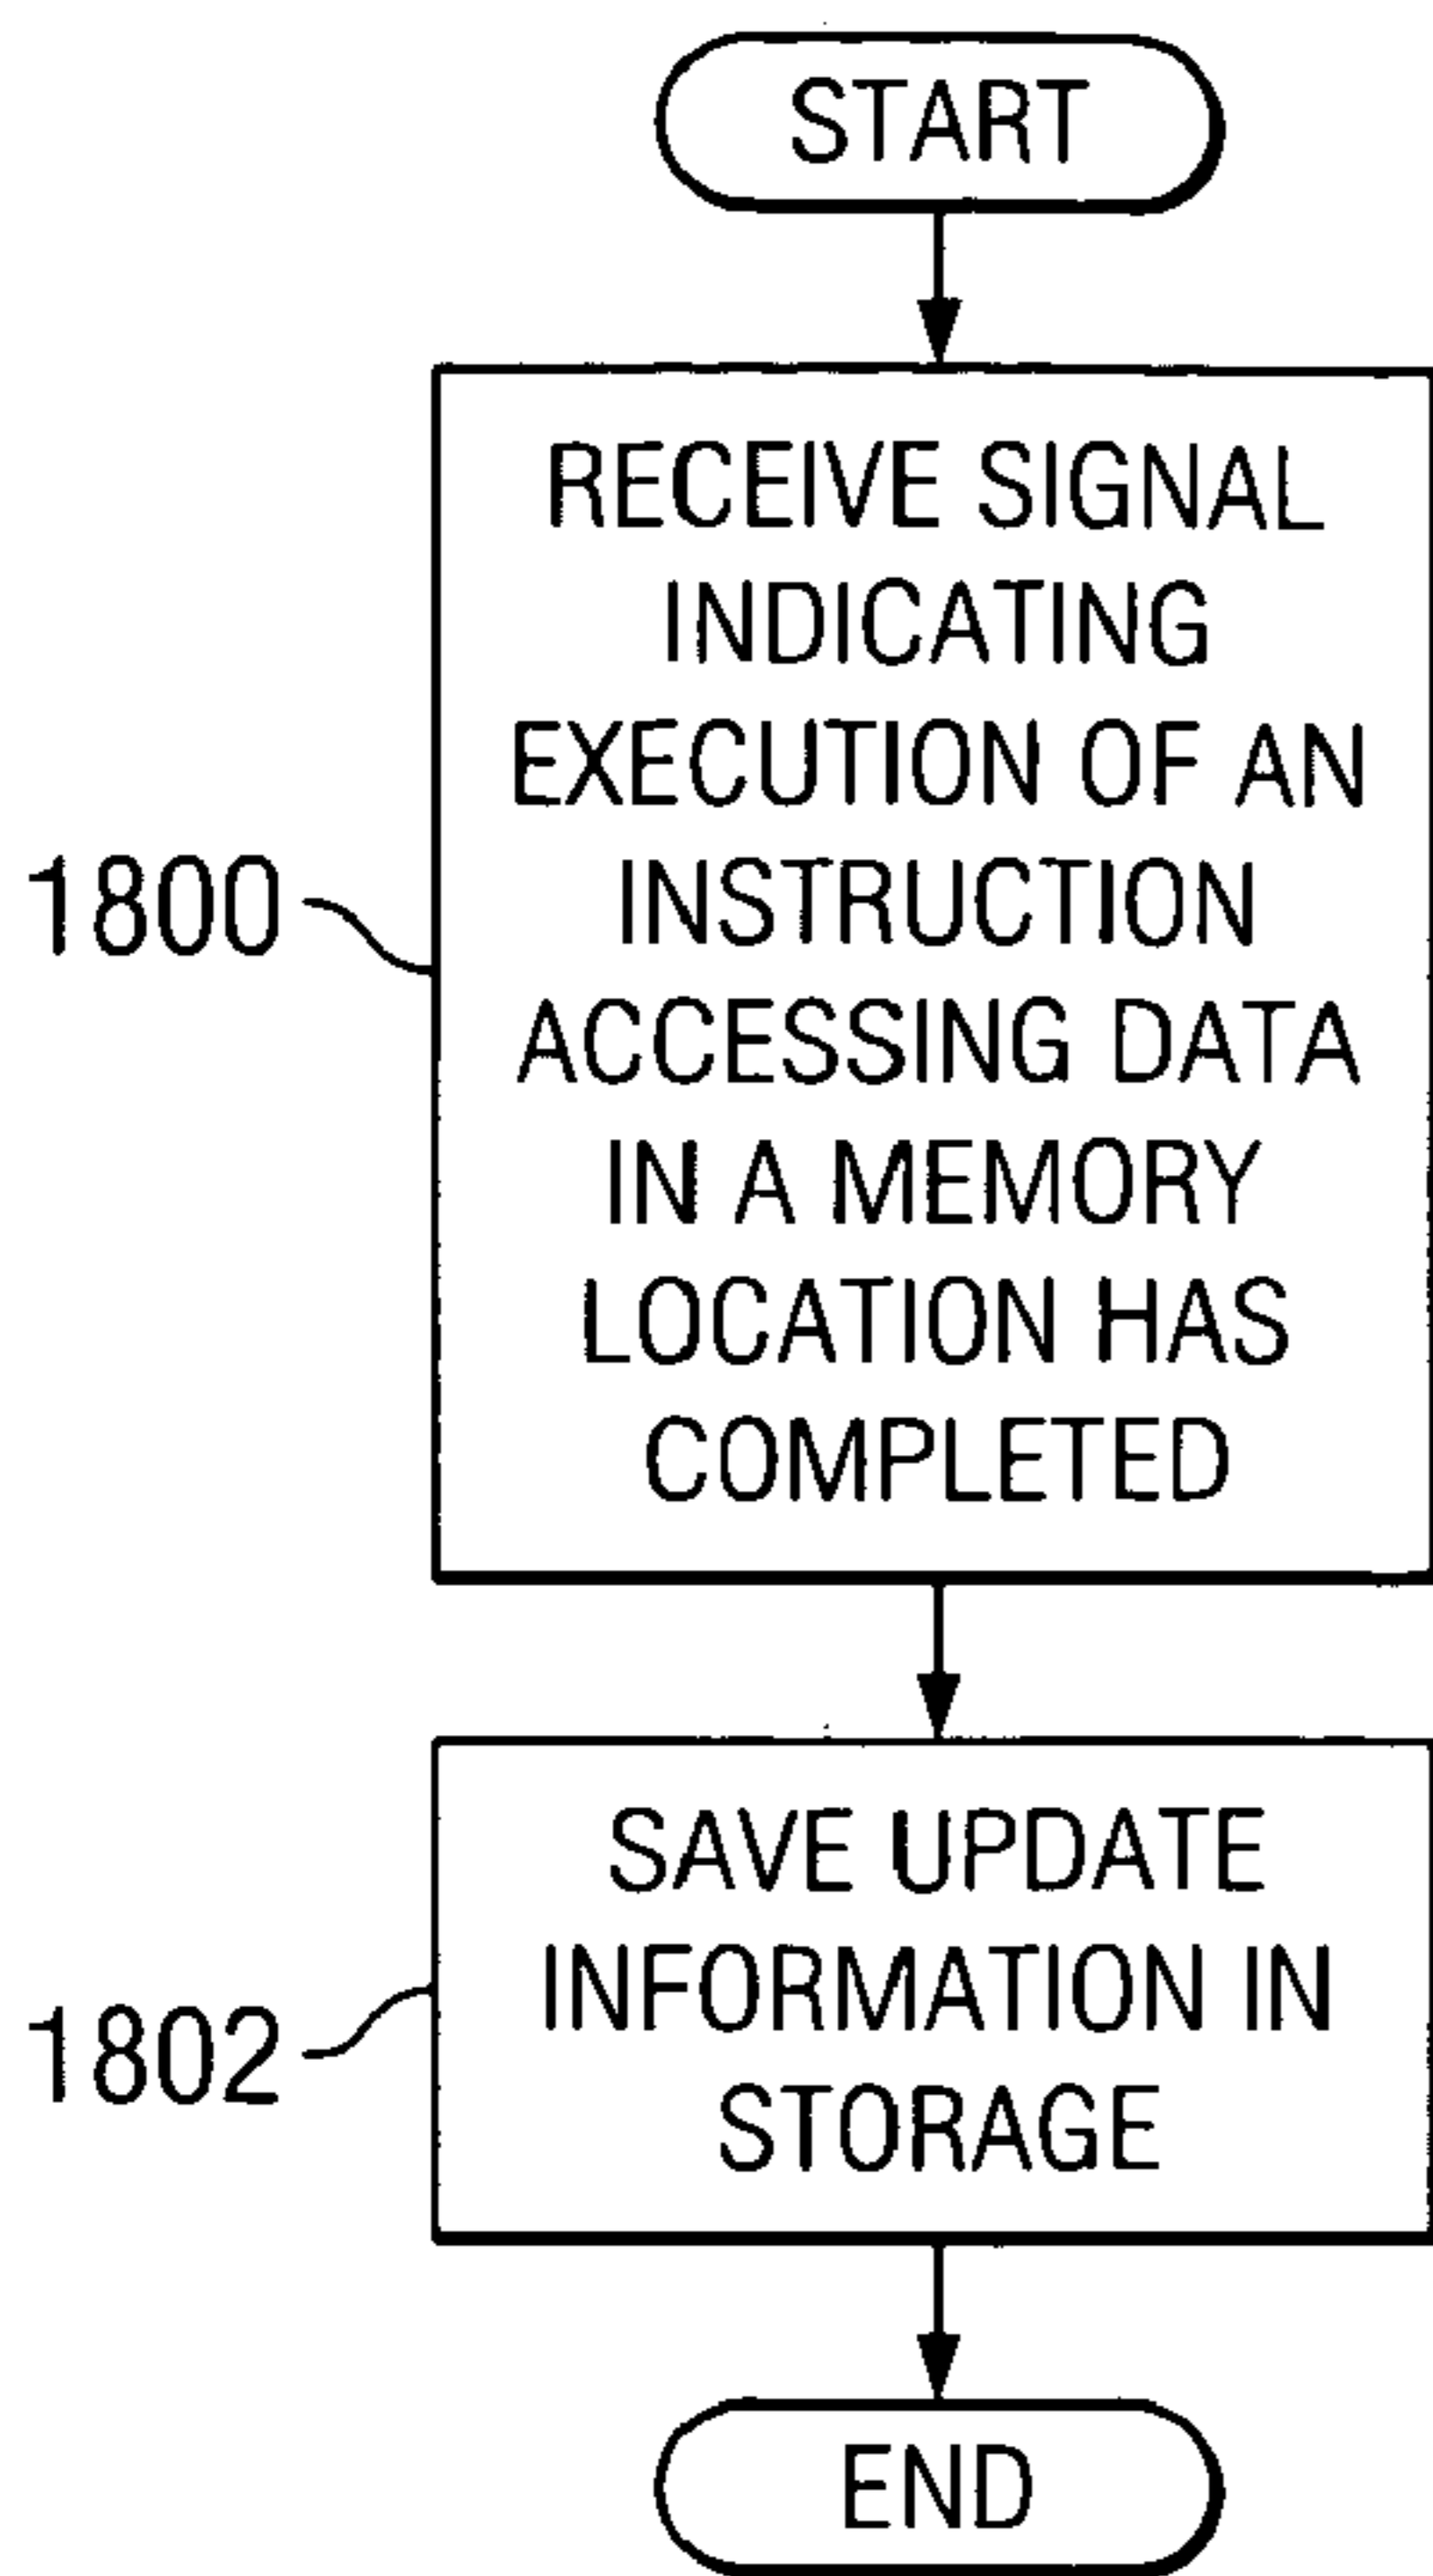 START
RECEIVE SIGNAL
INDICATING
EXECUTION OF AN
INSTRUCTION
ACCESSING DATA
IN A MEMORY
LOCATION HAS
COMPLETED
1800
SAVE UPDATE
INFORMATION IN
STORAGE
1802
END